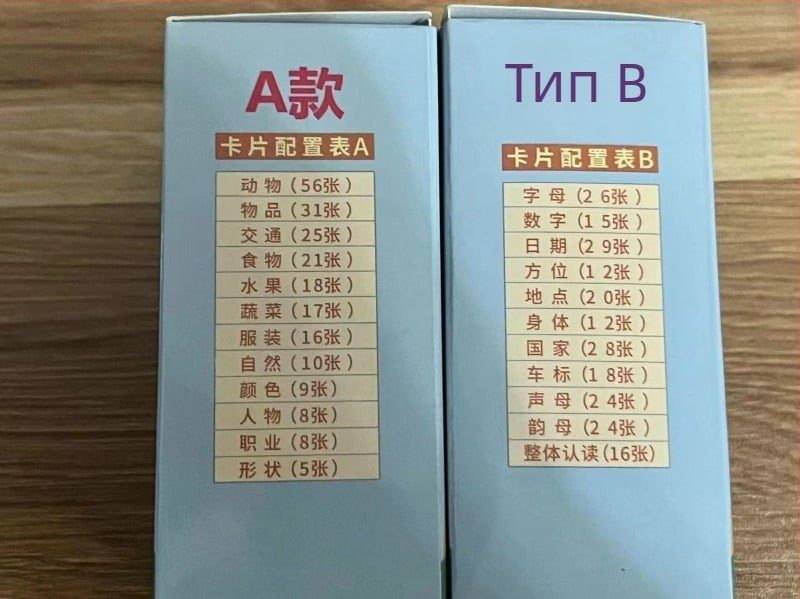 A款
卡片配置表A
动物（56张）
物品（31张）
交通（25张）
食物（21张）
水果（18张）
蔬菜（17张）
服装（16张）
自然（10张）
颜色（9张）
人物（8张）
职业（8张）
形状（5张）
Тип B
卡片配置表B
字母（26张）
数字（15张）
日期（29张）
方位（12张）
地点（20张）
身体（12张）
国家（28张）
车标（18张）
声母（24张）
韵母（24张）
整体认读（16张）